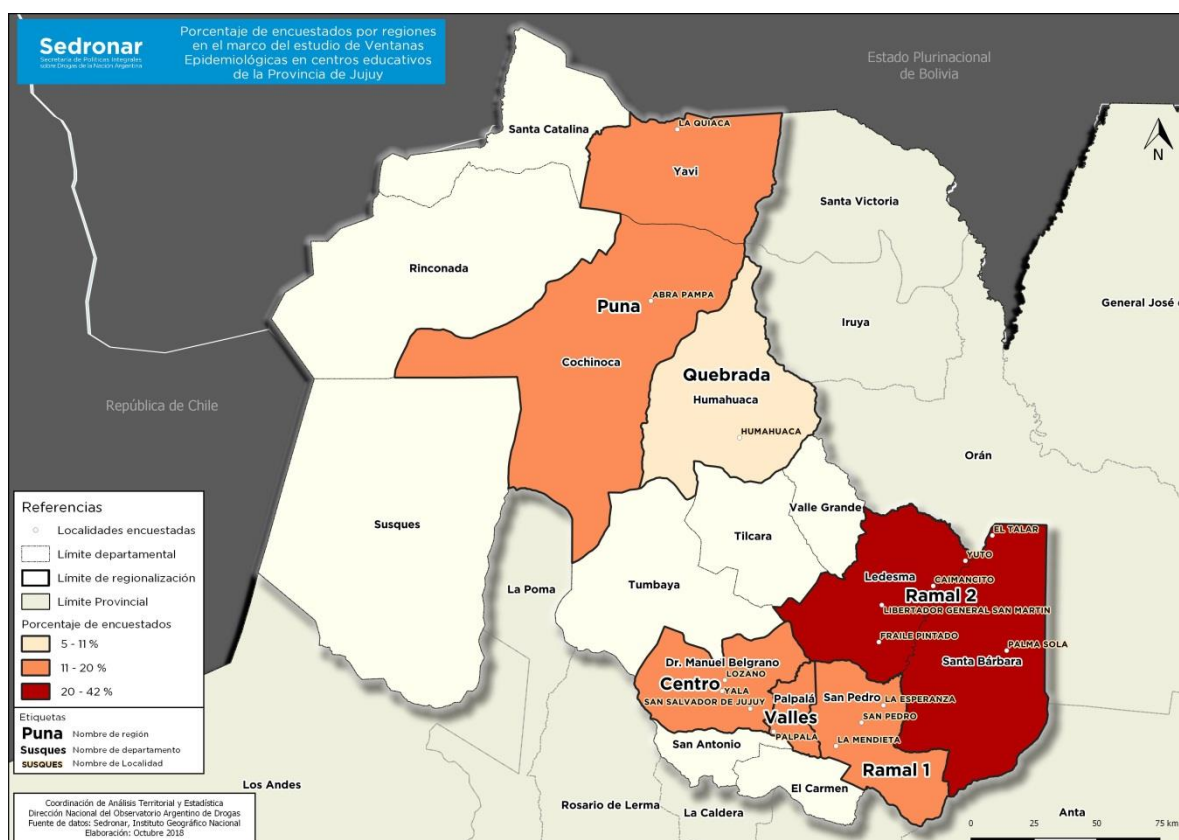 Sedronar
Secretaría de Políticas Integrales
sobre Drogas de la Nación Argentina
Porcentaje de encuestados por regiones
en el marco del estudio de Ventanas
Epidemiológicas en centros educativos
de la Provincia de Jujuy
Estado Plurinacional
de Bolivia
N
LA QUIACA
Santa Catalina
Yavi
Santa Victoria
Rinconada
ABRA PAMPA
Puna
General José d
Iruya
Cochinoca
Quebrada
Humahuaca
República de Chile
HUMAHUACA
Orán
Valle Grande
Susques
Tilcara
EL TALAR
YUTO
Ledesma
CAIMANCITO
La Poma
Tumbaya
Ramal 2
LIBERTADOR GENERAL SAN MARTIN
FRAILE PINTADO
PALMA SOLA
Santa Bárbara
Dr. Manuel Belgrano
LOZANO
Centro
YALA
Palpalá
San Pedro
LA ESPERANZA
SAN SALVADOR DE JUJUY
Valles
SAN PEDRO
PALPALÁ
LA MENDIETA
San Antonio
Ramal 1
El Carmen
Los Andes
Rosario de Lerma
La Caldera
Anta
0 25 50 75 km
Referencias
Localidades encuestadas
Límite departamental
Límite de regionalización
Límite Provincial
Porcentaje de encuestados
5 - 11 %
11 - 20 %
20 - 42 %
Etiquetas
Puna Nombre de región
Susques Nombre de departamento
SUSQUES Nombre de Localidad
Coordinación de Análisis Territorial y Estadística
Dirección Nacional del Observatorio Argentino de Drogas
Fuente de datos: Sedronar, Instituto Geográfico Nacional
Elaboración: Octubre 2018